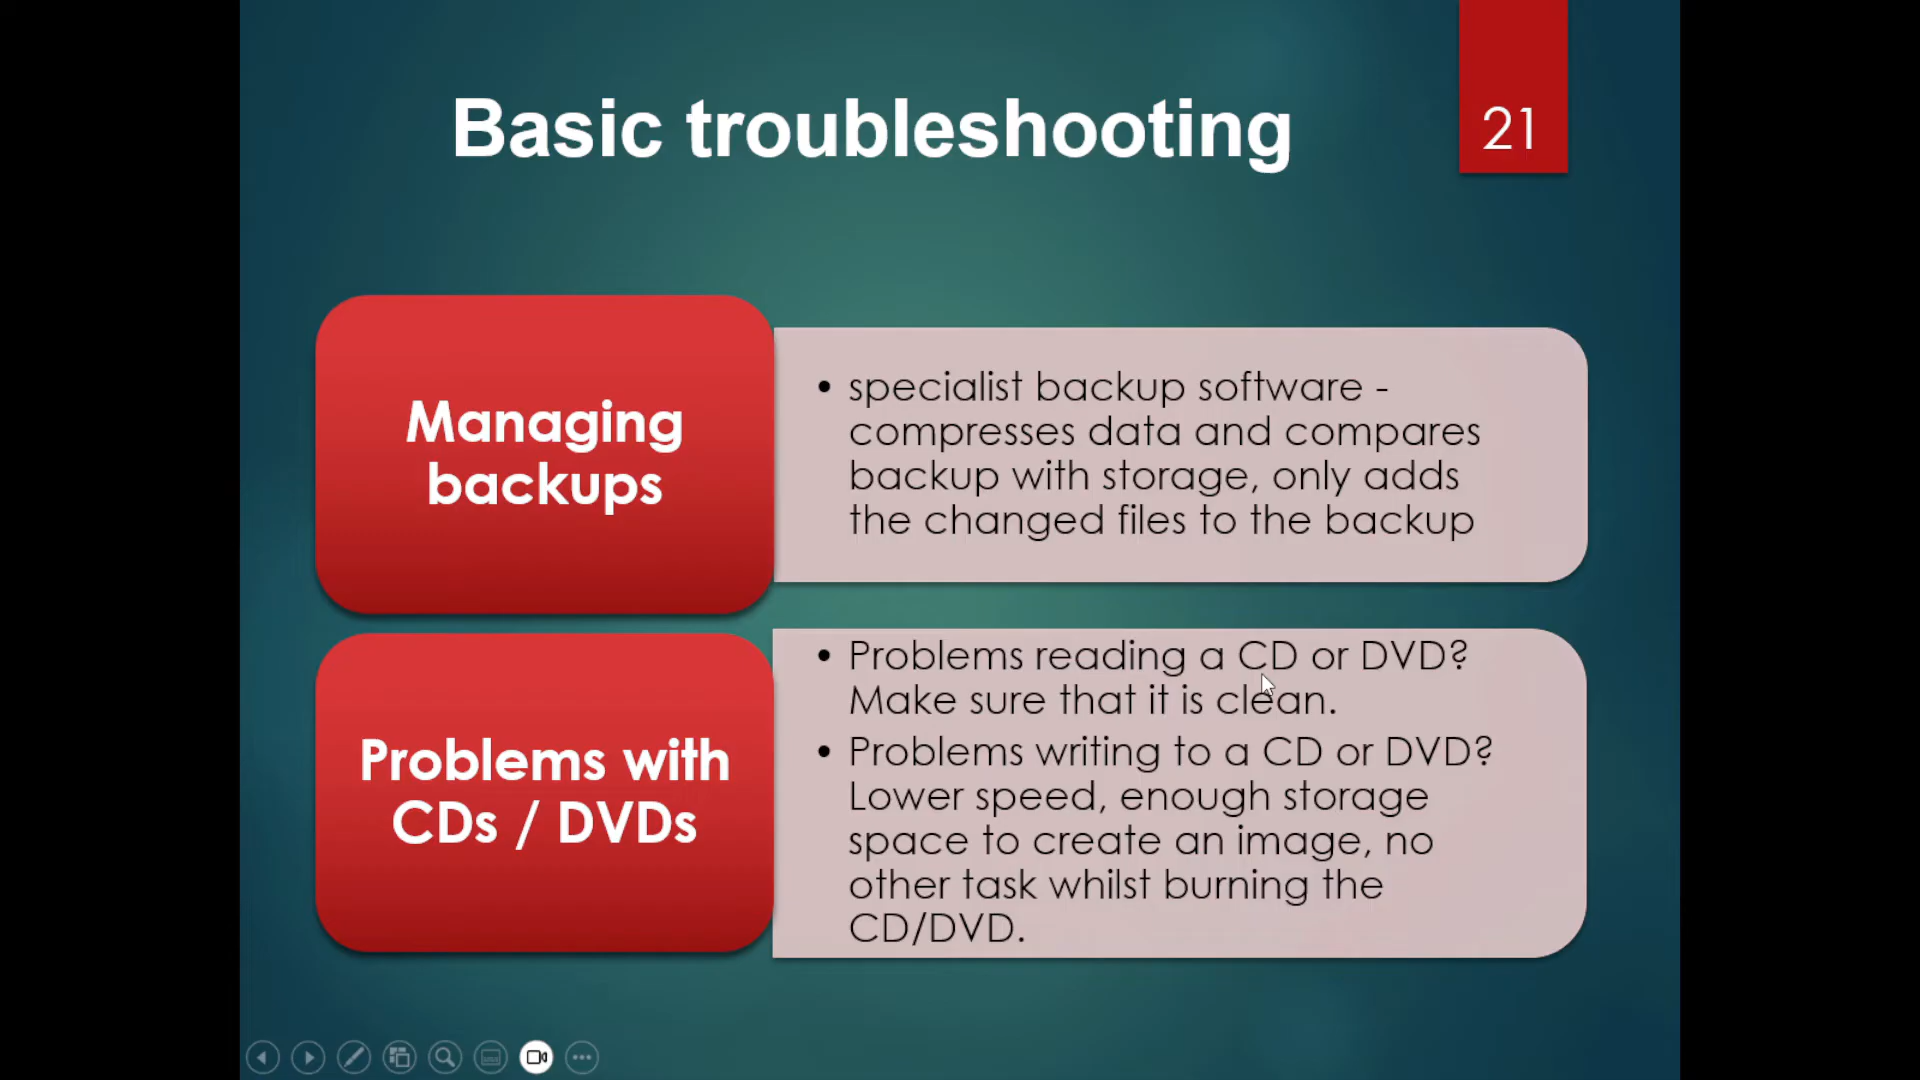 Basic troubleshooting
21
Managing
backups
• specialist backup software -
compresses data and compares
backup with storage, only adds
the changed files to the backup
Problems with
CDs / DVDs
• Problems reading a CD or DVD?
Make sure that it is clean.
• Problems writing to a CD or DVD?
Lower speed, enough storage
space to create an image, no
other task whilst burning the
CD/DVD.